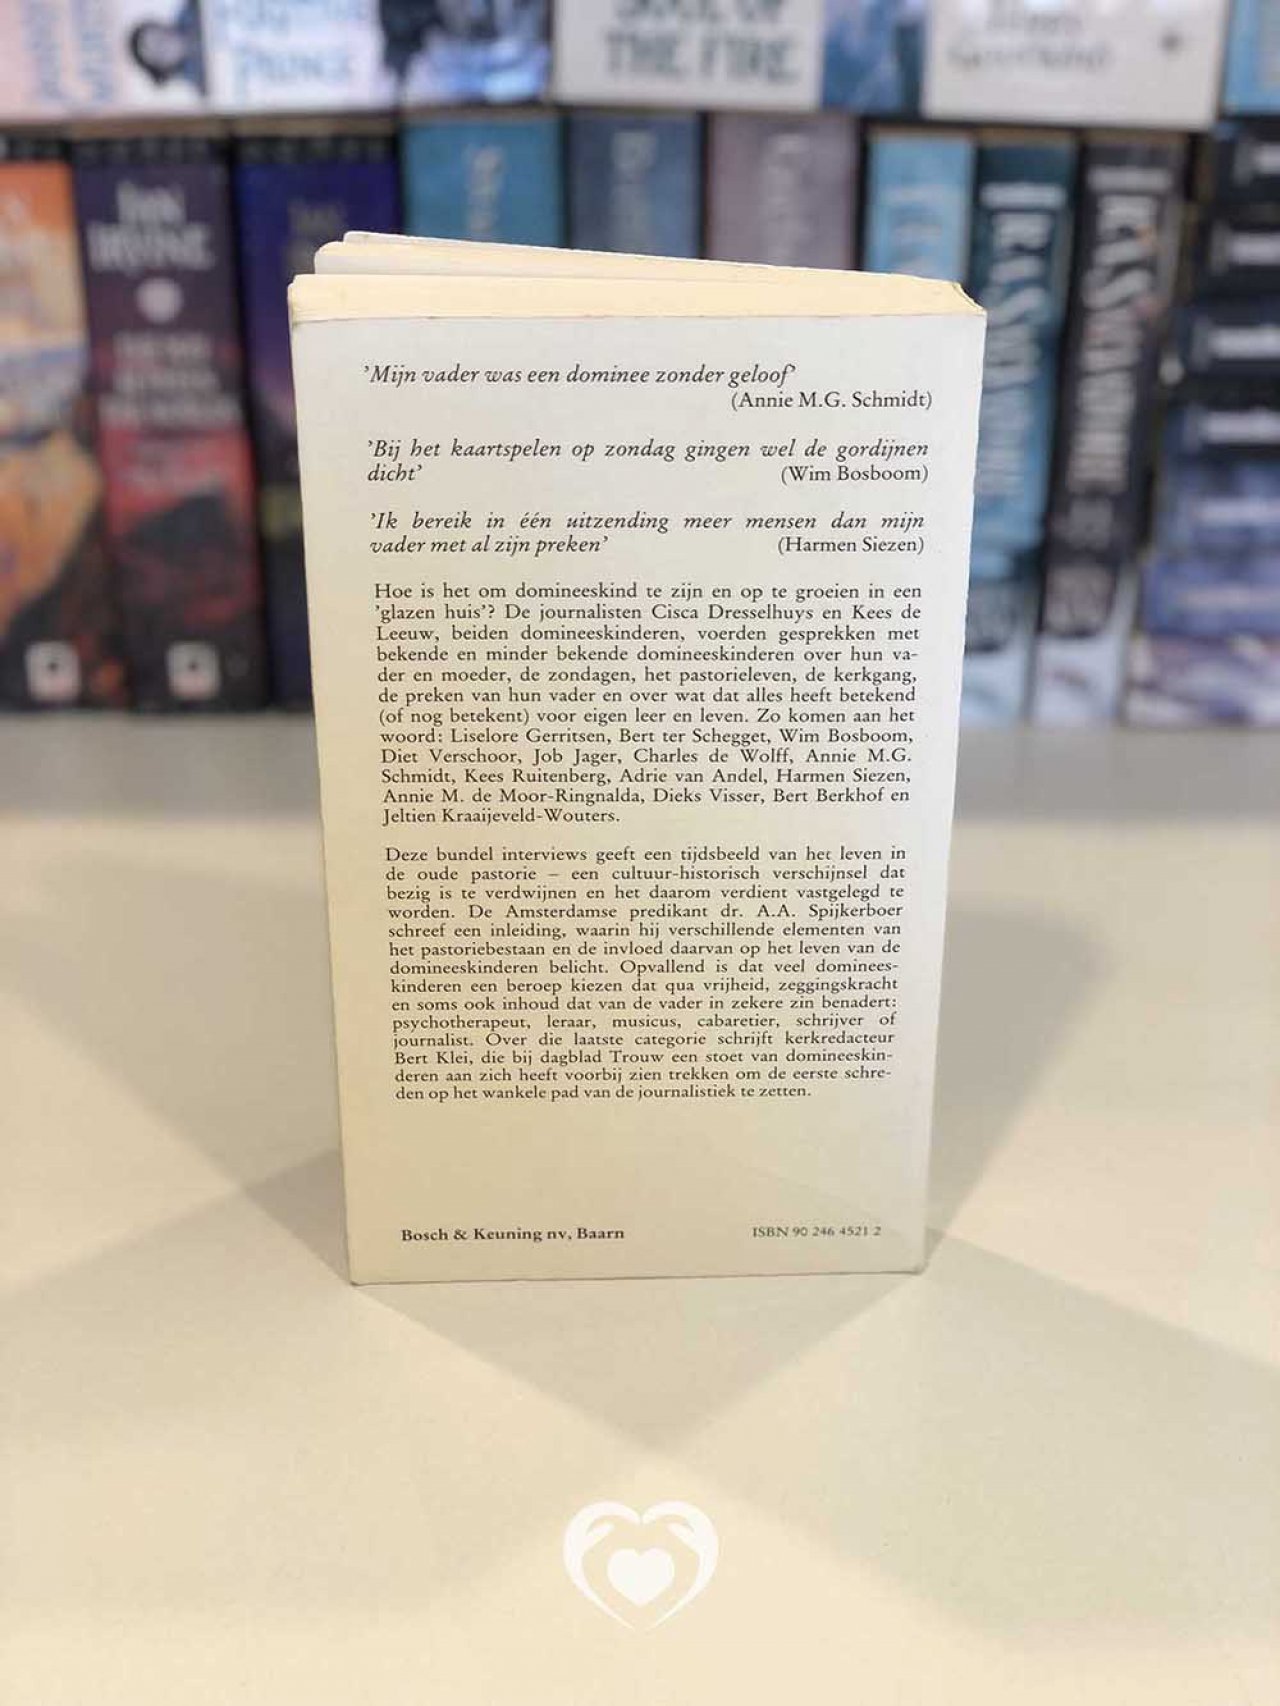 PRINCE
SOUL OF
THE FIRE
IAN
IRVINE
R.A. SALVATORE
'Mijn vader was een dominee zonder geloof'
(Annie M.G. Schmidt)
'Bij het kaartspelen op zondag gingen wel de gordijnen
dicht' (Wim Bosboom)
'Ik bereik in één uitzending meer mensen dan mijn
vader met al zijn preken' (Harmen Siezen)
Hoe is het om domineeskind te zijn en op te groeien in een
'glazen huis'? De journalisten Cisca Dresselhuys en Kees de
Leeuw, beiden domineeskinderen, voerden gesprekken met
bekende en minder bekende domineeskinderen over hun va-
der en moeder, de zondagen, het pastorieleven, de kerkgang,
de preken van hun vader en over wat dat alles heeft betekend
(of nog betekent) voor eigen leer en leven. Zo komen aan het
woord: Liselore Gerritsen, Bert ter Schegget, Wim Bosboom,
Diet Verschoor, Job Jager, Charles de Wolff, Annie M.G.
Schmidt, Kees Ruitenberg, Adrie van Andel, Harmen Siezen,
Annie M. de Moor-Ringnalda, Dieks Visser, Bert Berkhof en
Jeltien Kraaijeveld-Wouters.
Deze bundel interviews geeft een tijdsbeeld van het leven in
de oude pastorie – een cultuur-historisch verschijnsel dat
bezig is te verdwijnen en het daarom verdient vastgelegd te
worden. De Amsterdamse predikant dr. A.A. Spijkerboer
schreef een inleiding, waarin hij verschillende elementen van
het pastoriebestaan en de invloed daarvan op het leven van de
domineeskinderen belicht. Opvallend is dat veel dominees-
kinderen een beroep kiezen dat qua vrijheid, zeggingskracht
en soms ook inhoud dat van de vader in zekere zin benadert:
psychotherapeut, leraar, musicus, cabaretier, schrijver of
journalist. Over die laatste categorie schrijft kerkredacteur
Bert Klei, die bij dagblad Trouw een stoet van domineeskin-
deren aan zich heeft voorbij zien trekken om de eerste schre-
den op het wankele pad van de journalistiek te zetten.
Bosch & Keuning nv, Baarn
ISBN 90 246 4521 2